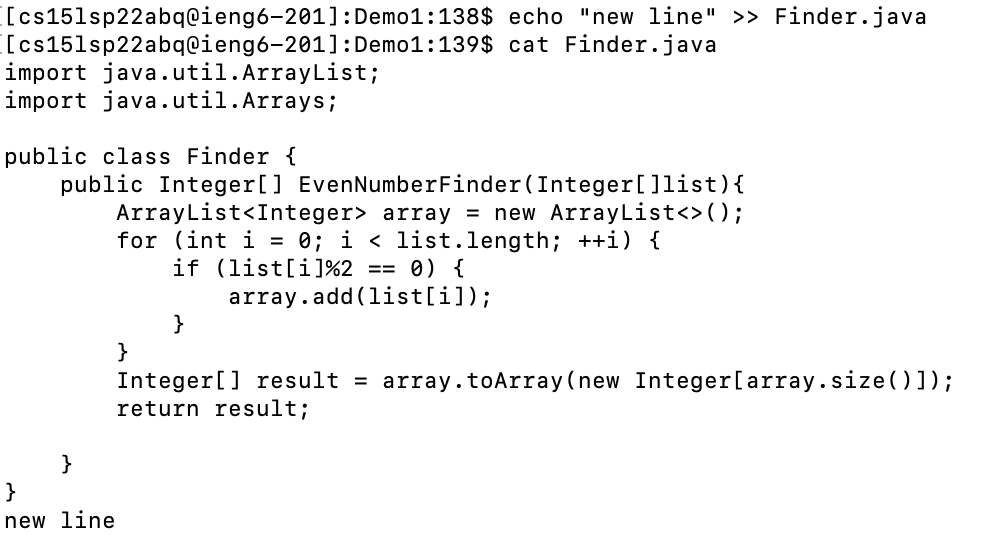 [cs15lsp22abq@ieng6-201]:Demo1:138$ echo "new line" >> Finder.java
[cs15lsp22abq@ieng6-201]:Demo1:139$ cat Finder.java
import java.util.ArrayList;
import java.util.Arrays;

public class Finder {
    public Integer[] EvenNumberFinder(Integer[]list){
        ArrayList<Integer> array = new ArrayList<>();
        for (int i = 0; i < list.length; ++i) {
            if (list[i]%2 == 0) {
                array.add(list[i]);
            }
        }
        Integer[] result = array.toArray(new Integer[array.size()]);
        return result;

    }
}
new line